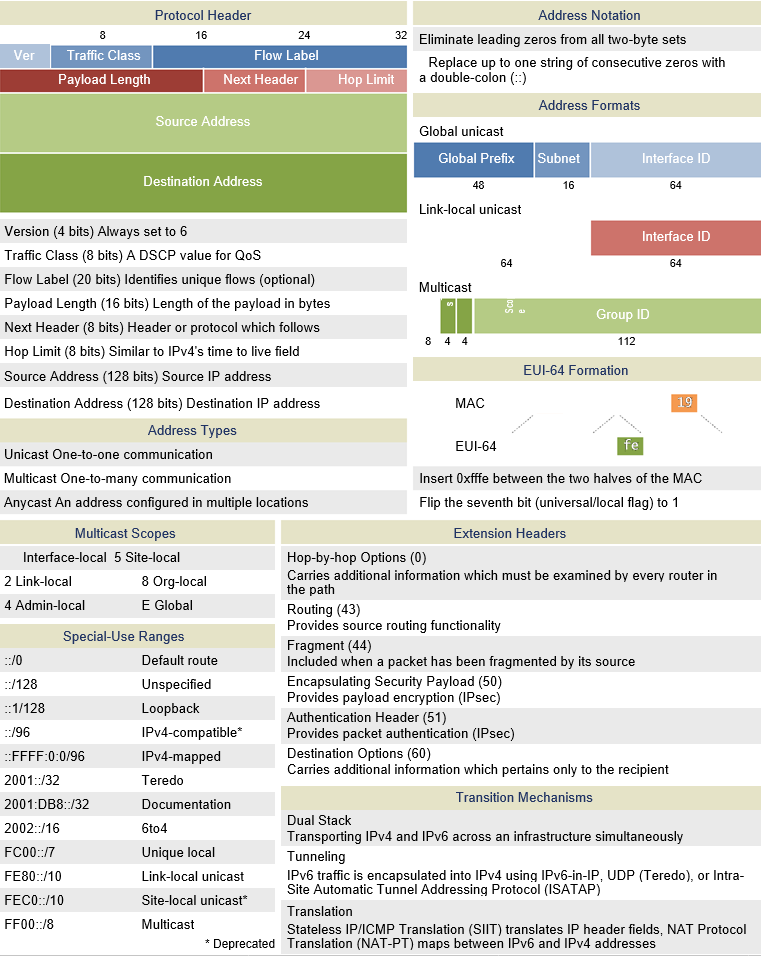 Protocol Header
8 16 24 32
Ver Traffic Class Flow Label
Payload Length Next Header Hop Limit
Source Address
Destination Address
Version (4 bits) Always set to 6
Traffic Class (8 bits) A DSCP value for QoS
Flow Label (20 bits) Identifies unique flows (optional)
Payload Length (16 bits) Length of the payload in bytes
Next Header (8 bits) Header or protocol which follows
Hop Limit (8 bits) Similar to IPv4's time to live field
Source Address (128 bits) Source IP address
Destination Address (128 bits) Destination IP address
Address Types
Unicast One-to-one communication
Multicast One-to-many communication
Anycast An address configured in multiple locations
Address Notation
Eliminate leading zeros from all two-byte sets
Replace up to one string of consecutive zeros with
a double-colon (::)
Address Formats
Global unicast
Global Prefix Subnet Interface ID
48 16 64
Link-local unicast
Interface ID
64 64
Multicast
Group ID
8 4 4 112
EUI-64 Formation
MAC 19
EUI-64 fe
Insert 0xfffe between the two halves of the MAC
Flip the seventh bit (universal/local flag) to 1
Multicast Scopes
Interface-local 5 Site-local
2 Link-local 8 Org-local
4 Admin-local E Global
Special-Use Ranges
::/0 Default route
::/128 Unspecified
::1/128 Loopback
::/96 IPv4-compatible*
::FFFF:0:0/96 IPv4-mapped
2001::/32 Teredo
2001:DB8::/32 Documentation
2002::/16 6to4
FC00::/7 Unique local
FE80::/10 Link-local unicast
FEC0::/10 Site-local unicast*
FF00::/8 Multicast
* Deprecated
Extension Headers
Hop-by-hop Options (0)
Carries additional information which must be examined by every router in
the path
Routing (43)
Provides source routing functionality
Fragment (44)
Included when a packet has been fragmented by its source
Encapsulating Security Payload (50)
Provides payload encryption (IPsec)
Authentication Header (51)
Provides packet authentication (IPsec)
Destination Options (60)
Carries additional information which pertains only to the recipient
Transition Mechanisms
Dual Stack
Transporting IPv4 and IPv6 across an infrastructure simultaneously
Tunneling
IPv6 traffic is encapsulated into IPv4 using IPv6-in-IP, UDP (Teredo), or Intra-
Site Automatic Tunnel Addressing Protocol (ISATAP)
Translation
Stateless IP/ICMP Translation (SIIT) translates IP header fields, NAT Protocol
Translation (NAT-PT) maps between IPv6 and IPv4 addresses